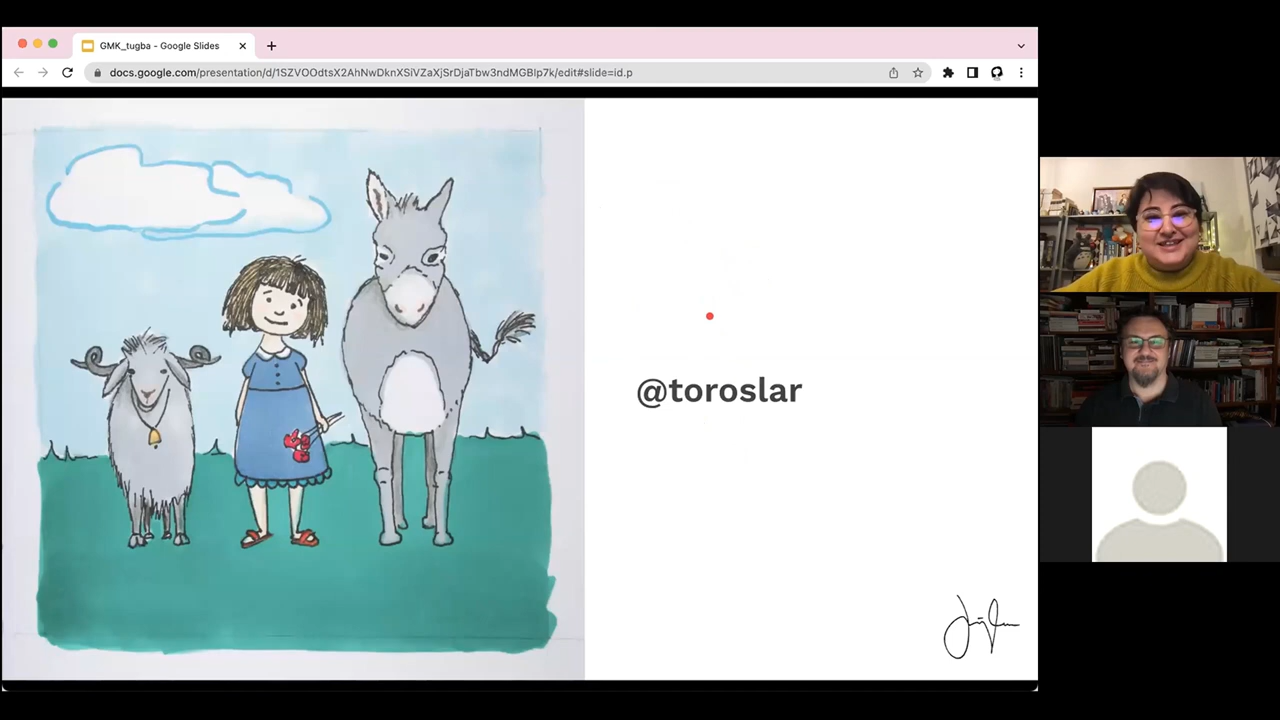 GMK_tugba - Google Slides
docs.google.com/presentation/d/1SZVOOdtsX2AhNwDknXSiVZaXjSrDjaTbw3ndMGBlp7k/edit#slide=id.p
@toroslar